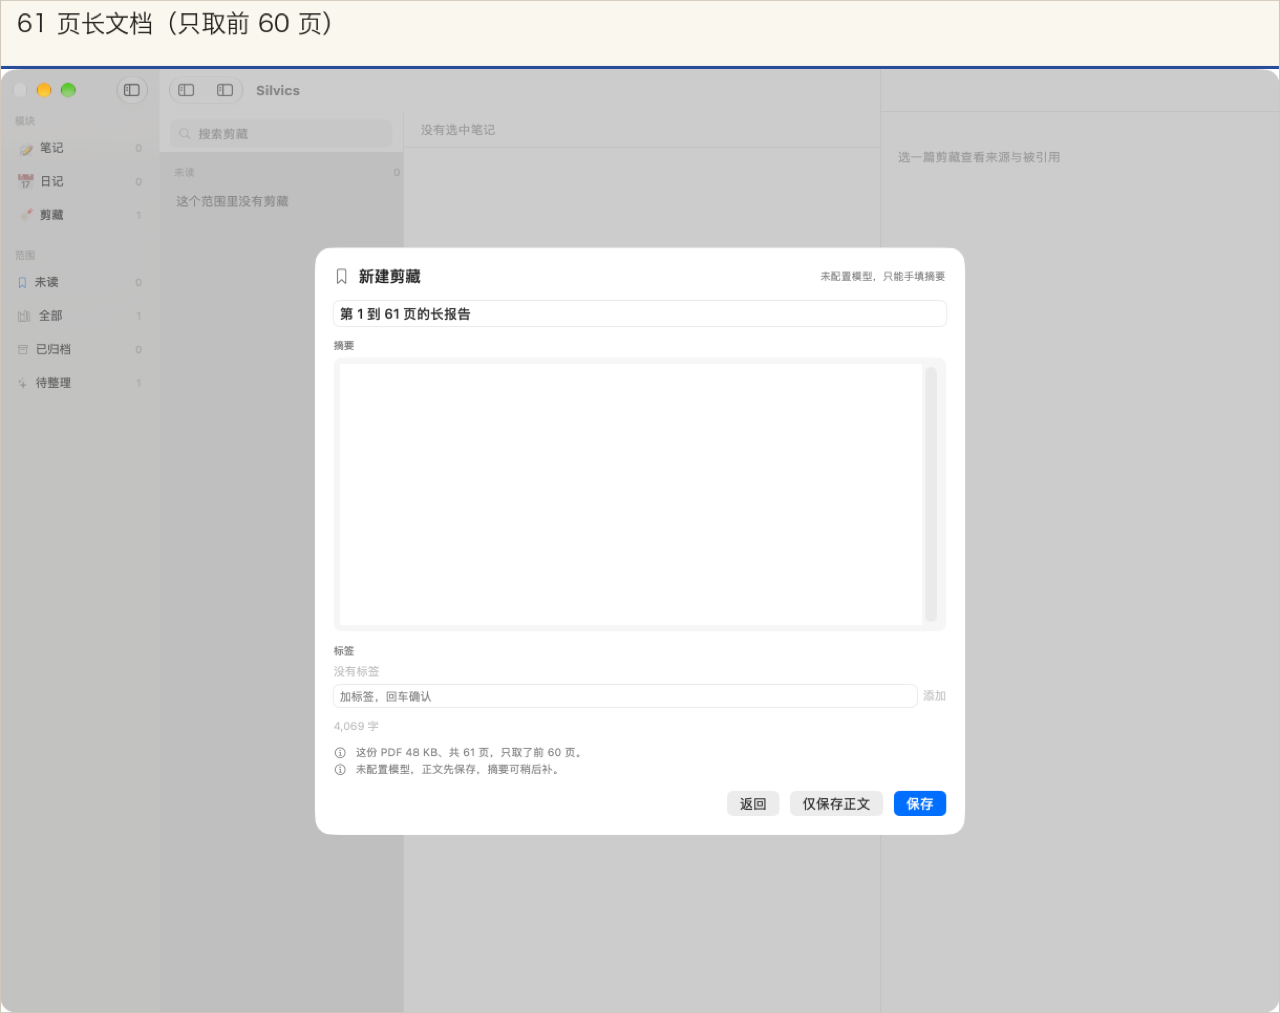 61 页长文档（只取前 60 页）
Silvics
模块
笔记 0
17 日记 0
剪藏 1
范围
未读 0
全部 1
已归档 0
待整理 1
搜索剪藏
未读 0
这个范围里没有剪藏
没有选中笔记
选一篇剪藏查看来源与被引用
新建剪藏
未配置模型，只能手填摘要
第 1 到 61 页的长报告
摘要
标签
没有标签
加标签，回车确认 添加
4,069 字
这份 PDF 48 KB、共 61 页，只取了前 60 页。
未配置模型，正文先保存，摘要可稍后补。
返回 仅保存正文 保存